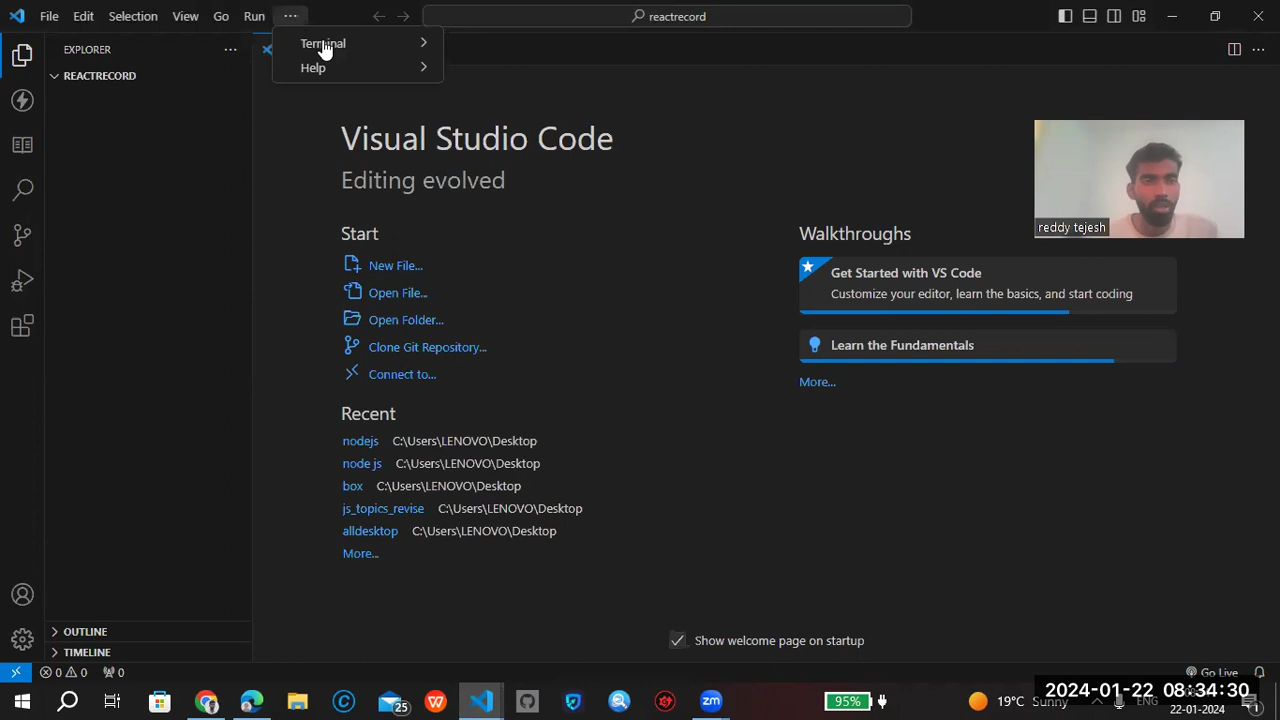 File Edit Selection View Go Run ··· reactrecord
Terminal
Help
EXPLORER
REACTRECORD
Visual Studio Code
Editing evolved
Start
New File...
Open File...
Open Folder...
Clone Git Repository...
Connect to...
Recent
nodejs C:\Users\LENOVO\Desktop
node js C:\Users\LENOVO\Desktop
box C:\Users\LENOVO\Desktop
js_topics_revise C:\Users\LENOVO\Desktop
alldesktop C:\Users\LENOVO\Desktop
More...
Walkthroughs
Get Started with VS Code
Customize your editor, learn the basics, and start coding
Learn the Fundamentals
More...
reddy tejesh
Show welcome page on startup
OUTLINE
TIMELINE
0 0 0 Go Live
25 95% 19°C Sunny ENG
2024-01-22 08:34:30
22-01-2024